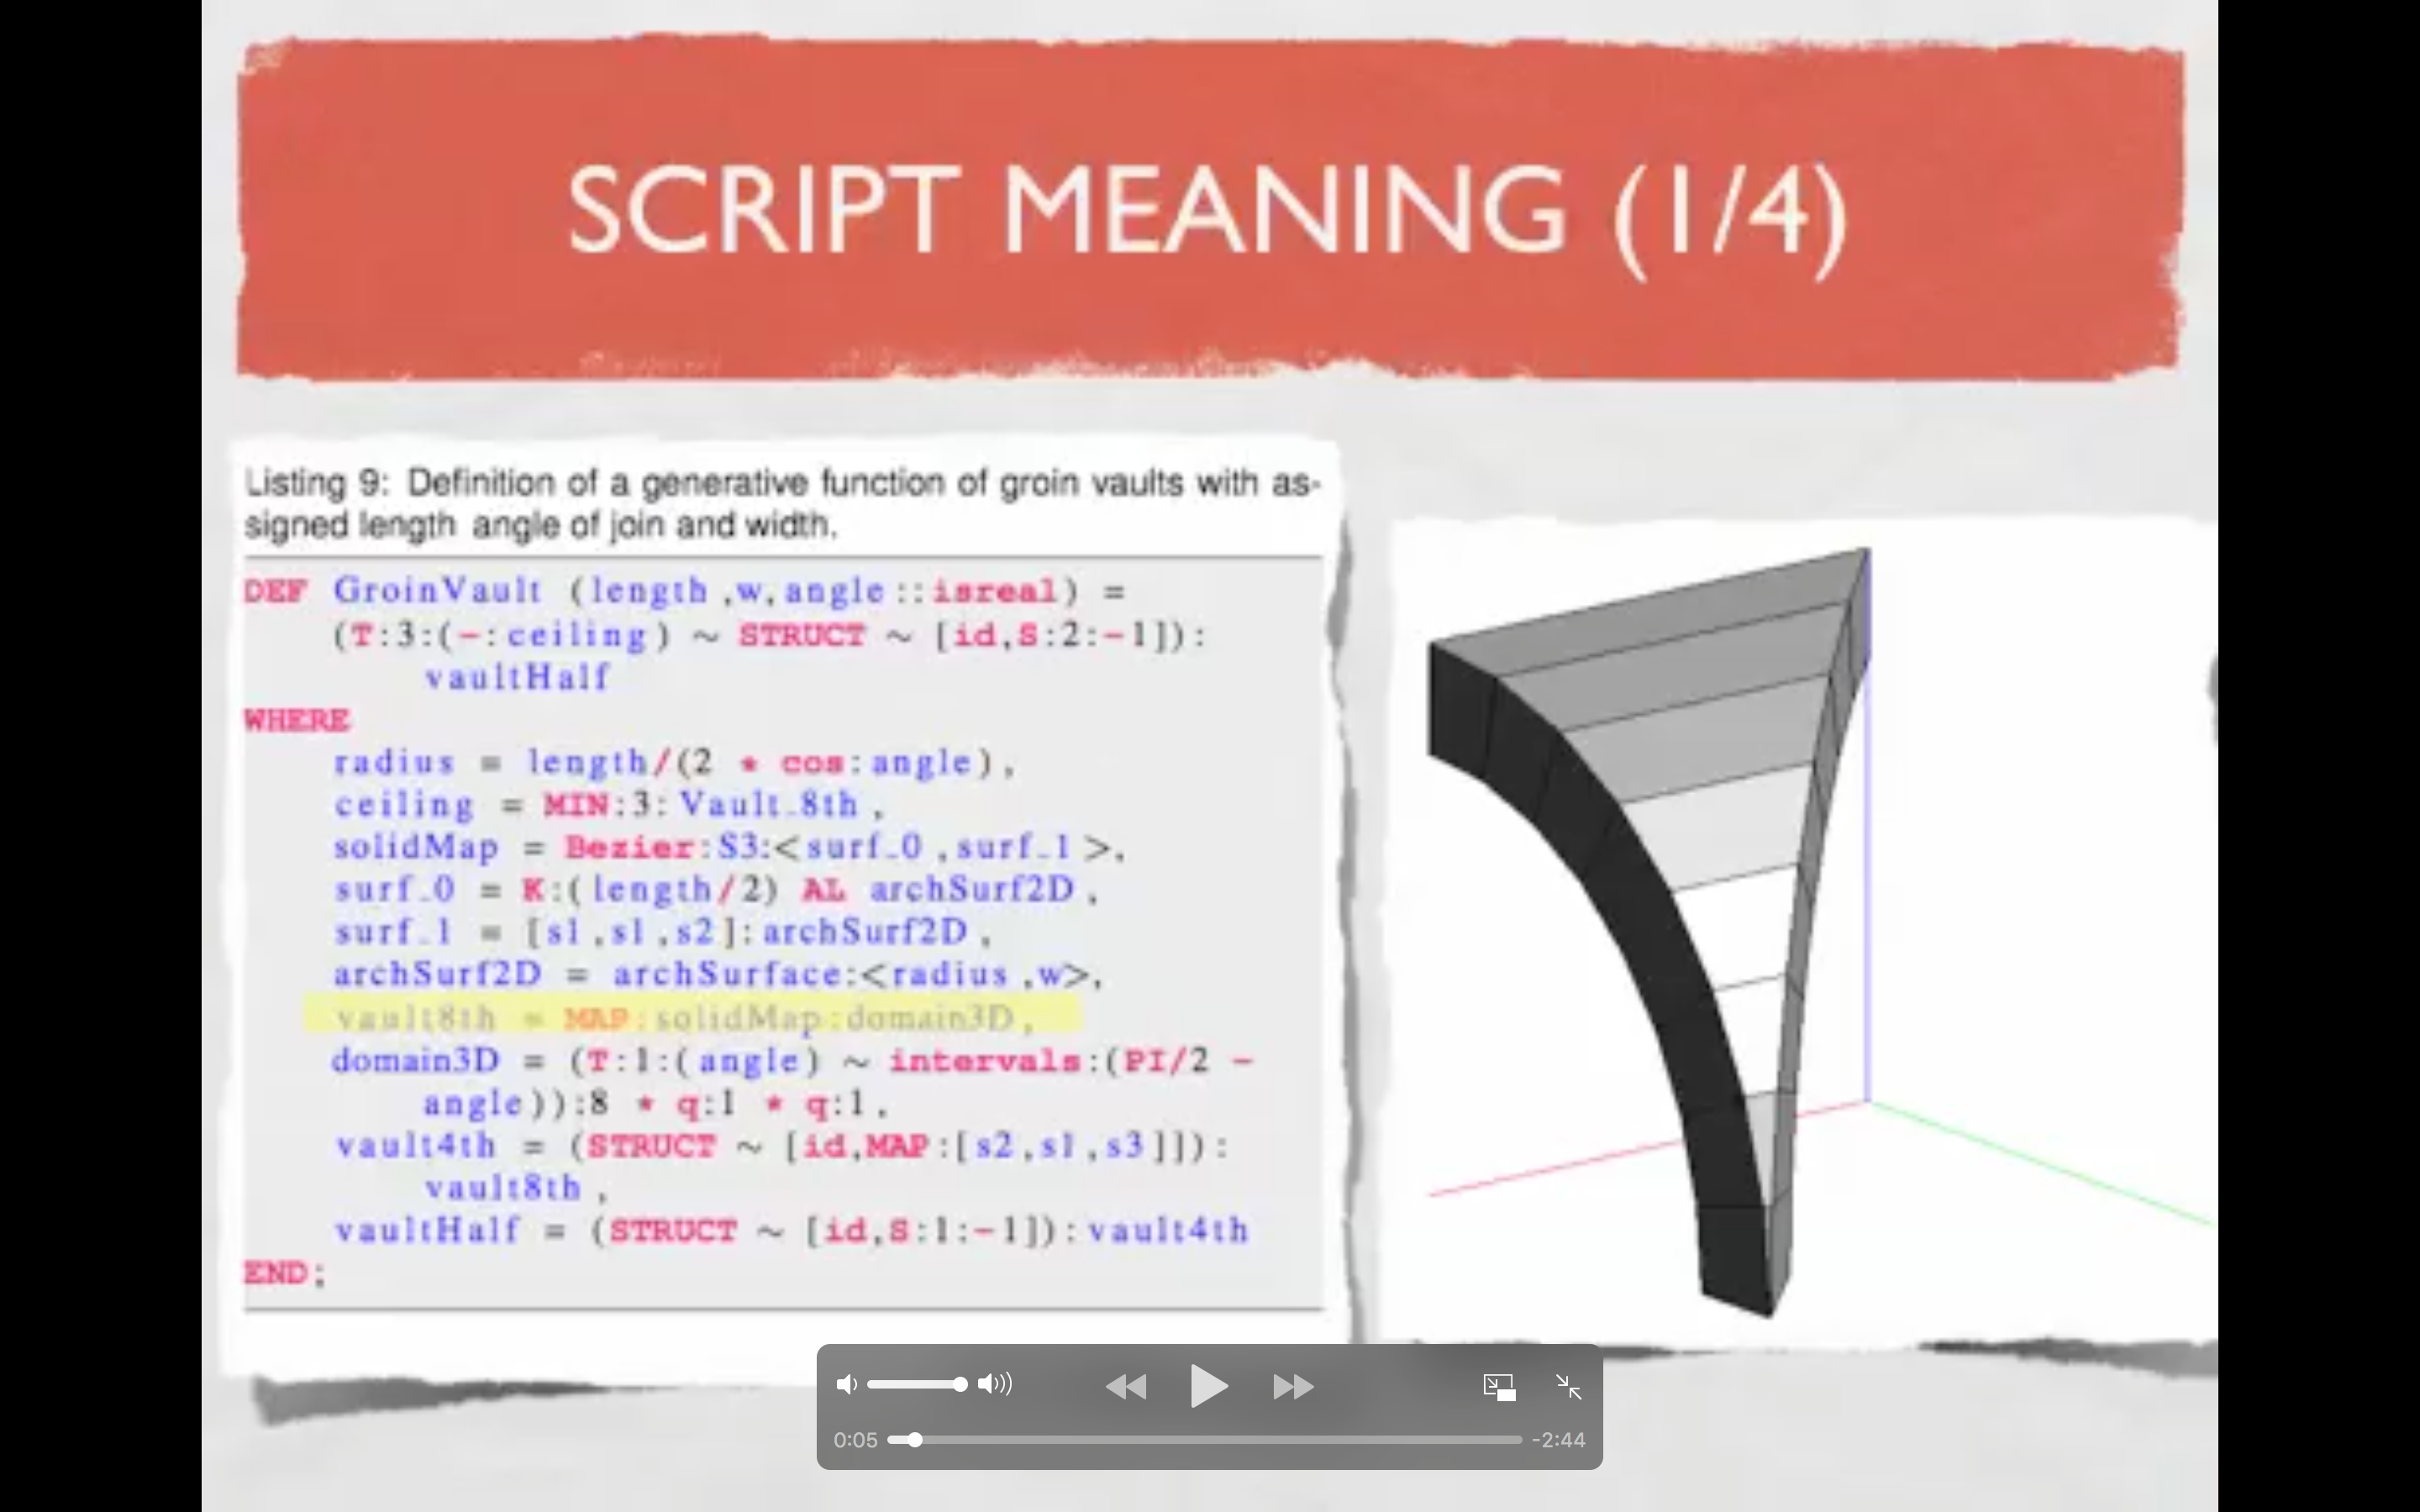 SCRIPT MEANING (1/4)
Listing 9: Definition of a generative function of groin vaults with as-
signed length angle of join and width.
DEF GroinVault (length,w,angle::isreal) =
(T:3:(-:ceiling) ~ STRUCT ~ [id,S:2:-1]):
vaultHalf
WHERE
radius = length/(2 * cos:angle),
ceiling = MIN:3:Vault_8th,
solidMap = Bezier:S3:<surf_0,surf_1>,
surf_0 = K:(length/2) AL archSurf2D,
surf_1 = [s1,s1,s2]:archSurf2D,
archSurf2D = archSurface:<radius,w>,
vault8th = MAP:solidMap:domain3D,
domain3D = (T:1:(angle) ~ intervals:(PI/2 -
angle)):8 * q:1 * q:1,
vault4th = (STRUCT ~ [id,MAP:[s2,s1,s3]]):
vault8th,
vaultHalf = (STRUCT ~ [id,S:1:-1]):vault4th
END;
0:05 -2:44